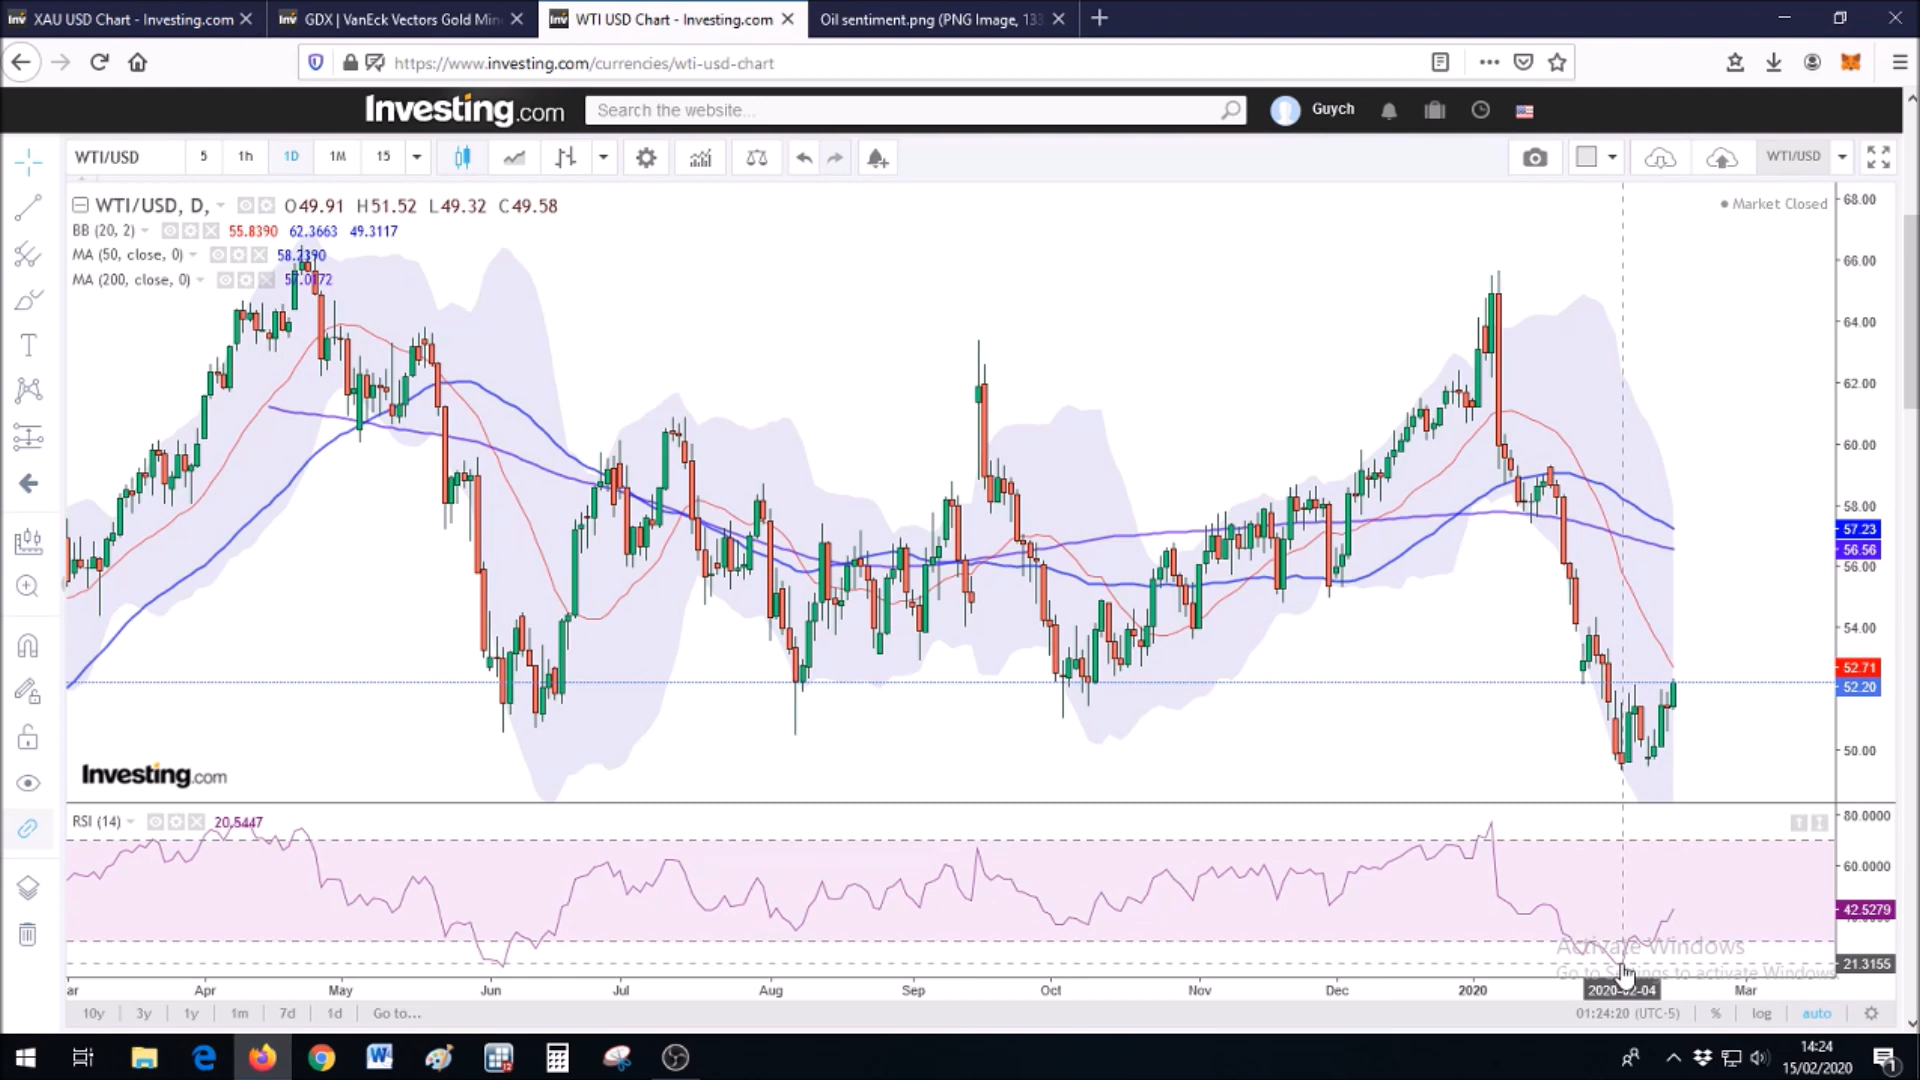 XAU USD Chart - Investing.com
GDX | VanEck Vectors Gold Min
WTI USD Chart - Investing.com
Oil sentiment.png (PNG Image, 133
https://www.investing.com/currencies/wti-usd-chart
Investing.com
Search the website...
Guych
WTI/USD
5
1h
1D
1M
15
WTI/USD
WTI/USD, D, O49.91 H51.52 L49.32 C49.58
Market Closed
BB (20, 2) 55.8390 62.3663 49.3117
MA (50, close, 0) 58.2390
MA (200, close, 0) 57.0172
68.00
66.00
64.00
62.00
60.00
58.00
57.23
56.56
56.00
54.00
52.71
52.20
50.00
Investing.com
RSI (14) 20.5447
80.0000
60.0000
42.5279
21.3155
Activate Windows
Go to Settings to activate Windows.
ar Apr May Jun Jul Aug Sep Oct Nov Dec 2020 2020-02-04 Mar
10y 3y 1y 1m 7d 1d Go to...
01:24:20 (UTC-5) % log auto
14:24
15/02/2020
1